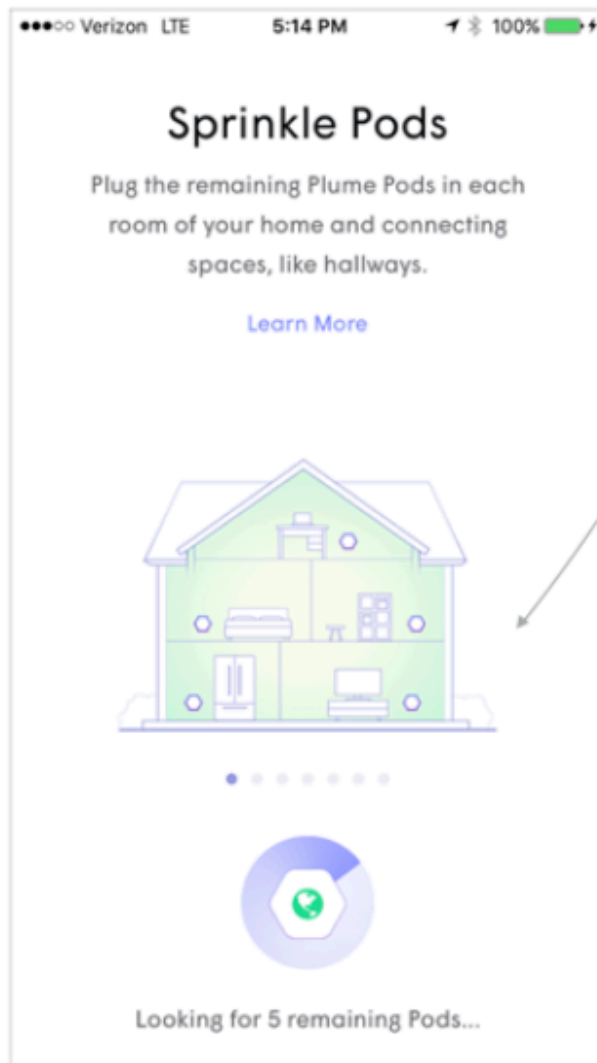 Verizon LTE 5:14 PM 100%
Sprinkle Pods
Plug the remaining Plume Pods in each
room of your home and connecting
spaces, like hallways.
Learn More
Looking for 5 remaining Pods...